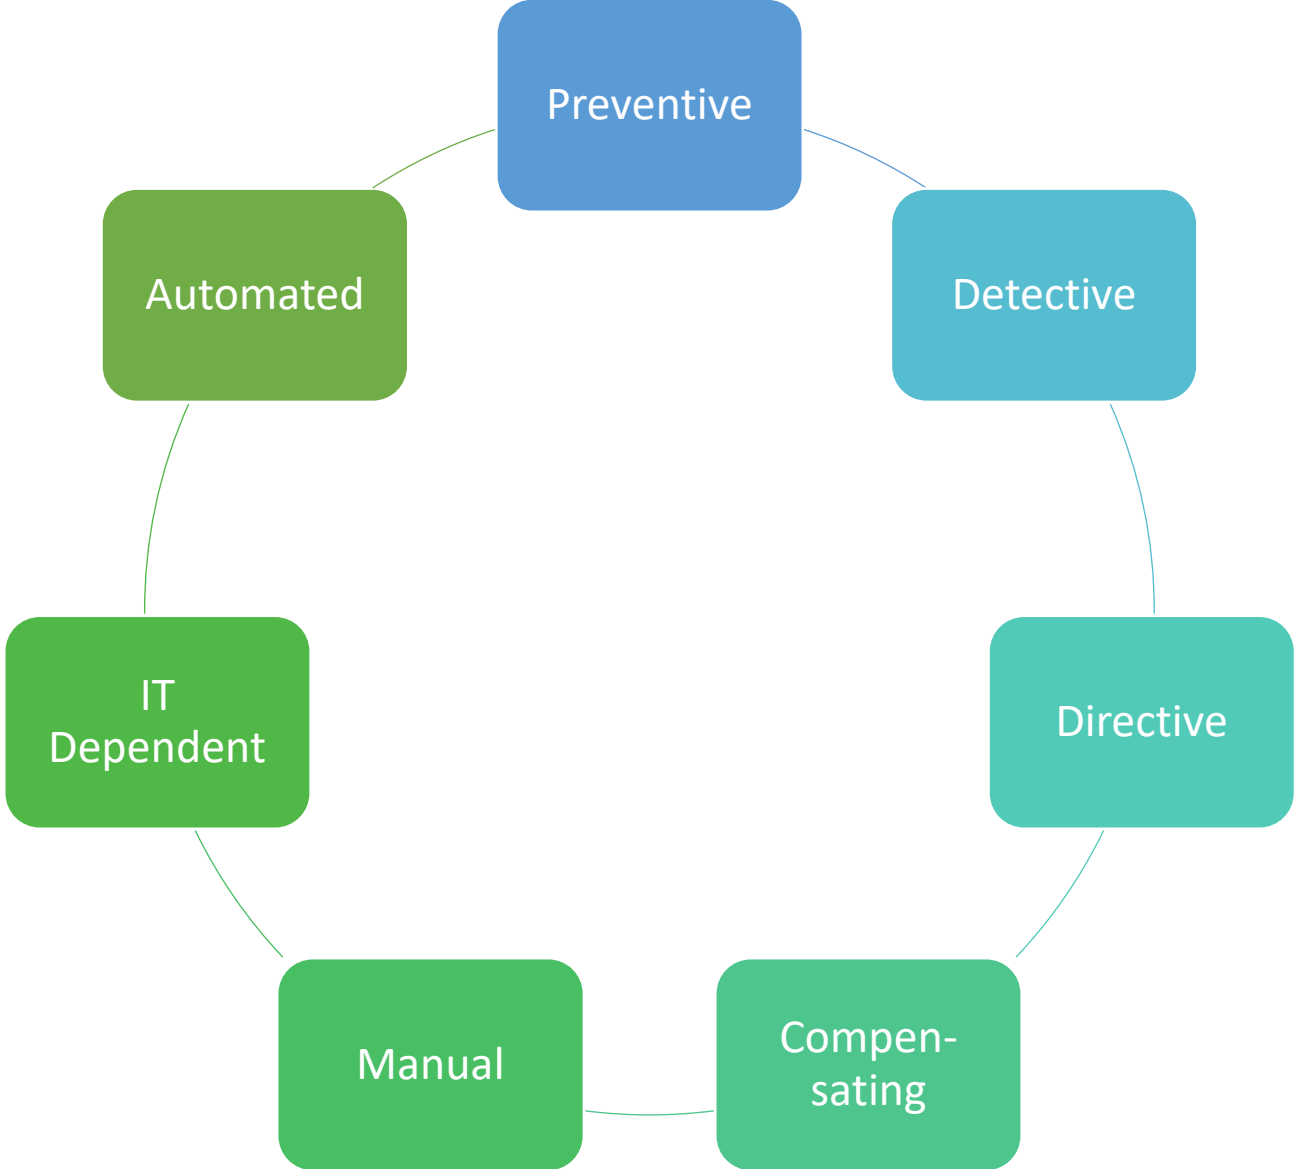 Preventive
Detective
Directive
Compen-
sating
Manual
IT
Dependent
Automated